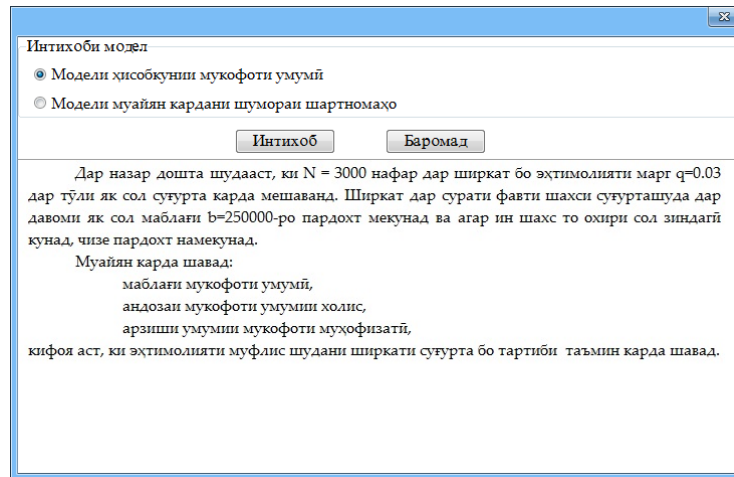 Интихоби модел
Модели ҳисобкунии мукофоти умумӣ
Модели муайян кардани шумораи шартномаҳо
Интихоб Баромад
Дар назар дошта шудааст, ки N = 3000 нафар дар ширкат бо эҳтимолияти марг q=0.03
дар тӯли як сол суғурта карда мешаванд. Ширкат дар сурати фавти шахси суғурташуда дар
давоми як сол маблағи b=250000-ро пардохт мекунад ва агар ин шахс то охири сол зиндагӣ
кунад, чизе пардохт намекунад.
Муайян карда шавад:
маблағи мукофоти умумӣ,
андозаи мукофоти умумии холис,
арзиши умумии мукофоти муҳофизатӣ,
кифоя аст, ки эҳтимолияти муфлис шудани ширкати суғурта бо тартиби таъмин карда шавад.